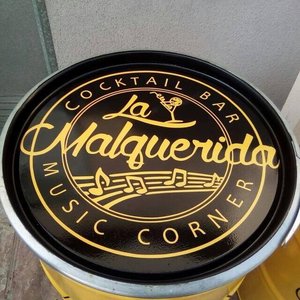 COCKTAIL BAR
La
Malquerida
MUSIC CORNER